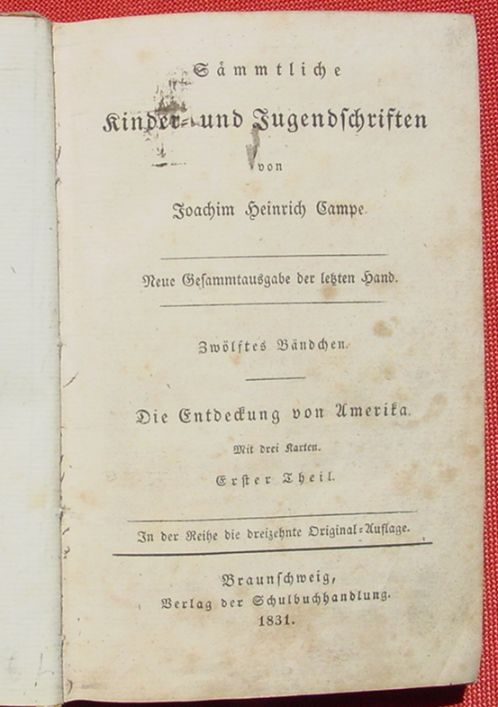 Sämmtliche
Kinder- und Jugendschriften
von
Joachim Heinrich Campe.
Neue Gesammtausgabe der letzten Hand.
Zwölftes Bändchen.
Die Entdeckung von Amerika.
Mit drei Karten.
Erster Theil.
In der Reihe die dreizehnte Original-Auflage.
Braunschweig,
Verlag der Schulbuchhandlung.
1831.